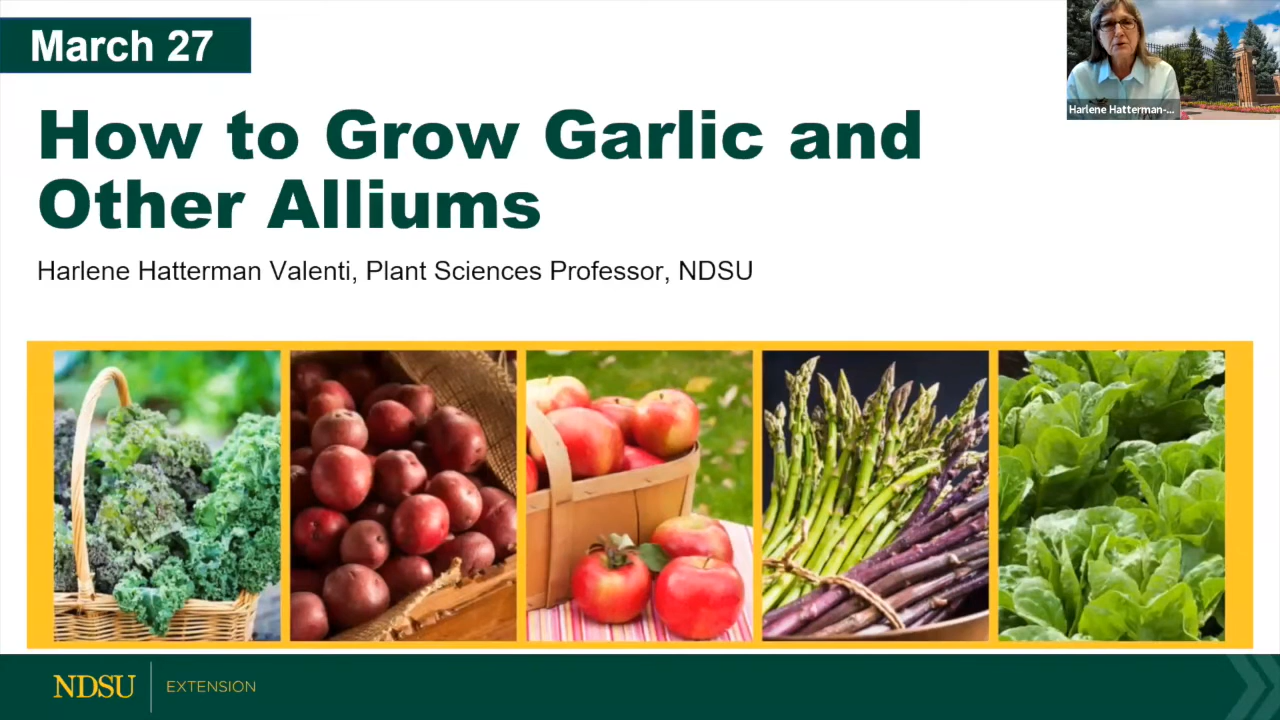 March 27
Harlene Hatterman-...
How to Grow Garlic and
Other Alliums
Harlene Hatterman Valenti, Plant Sciences Professor, NDSU
NDSU
EXTENSION